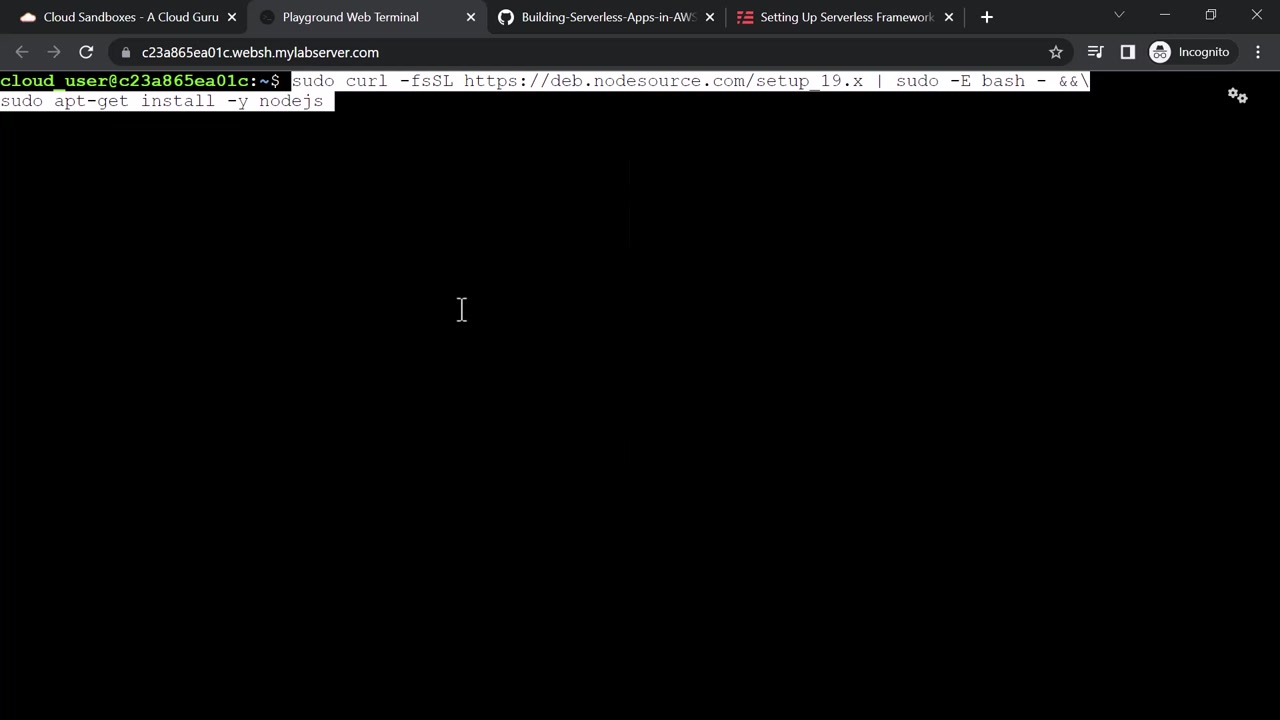 Cloud Sandboxes - A Cloud Guru
Playground Web Terminal
Building-Serverless-Apps-in-AWS
Setting Up Serverless Framework
c23a865ea01c.websh.mylabserver.com
Incognito
cloud_user@c23a865ea01c:~$ sudo curl -fsSL https://deb.nodesource.com/setup_19.x | sudo -E bash - &&\
sudo apt-get install -y nodejs